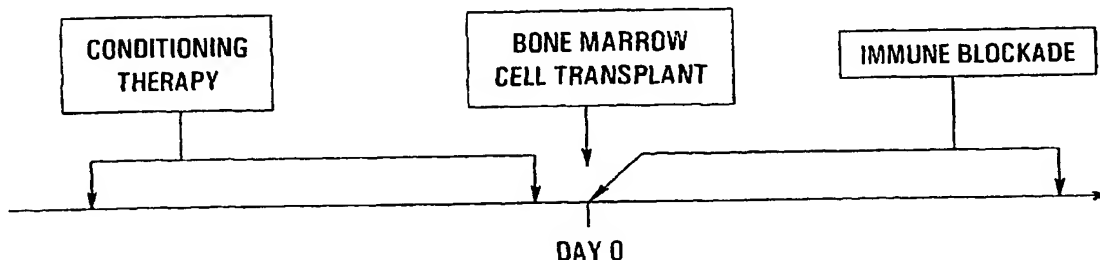 CONDITIONING
THERAPY
BONE MARROW
CELL TRANSPLANT
IMMUNE BLOCKADE
DAY 0